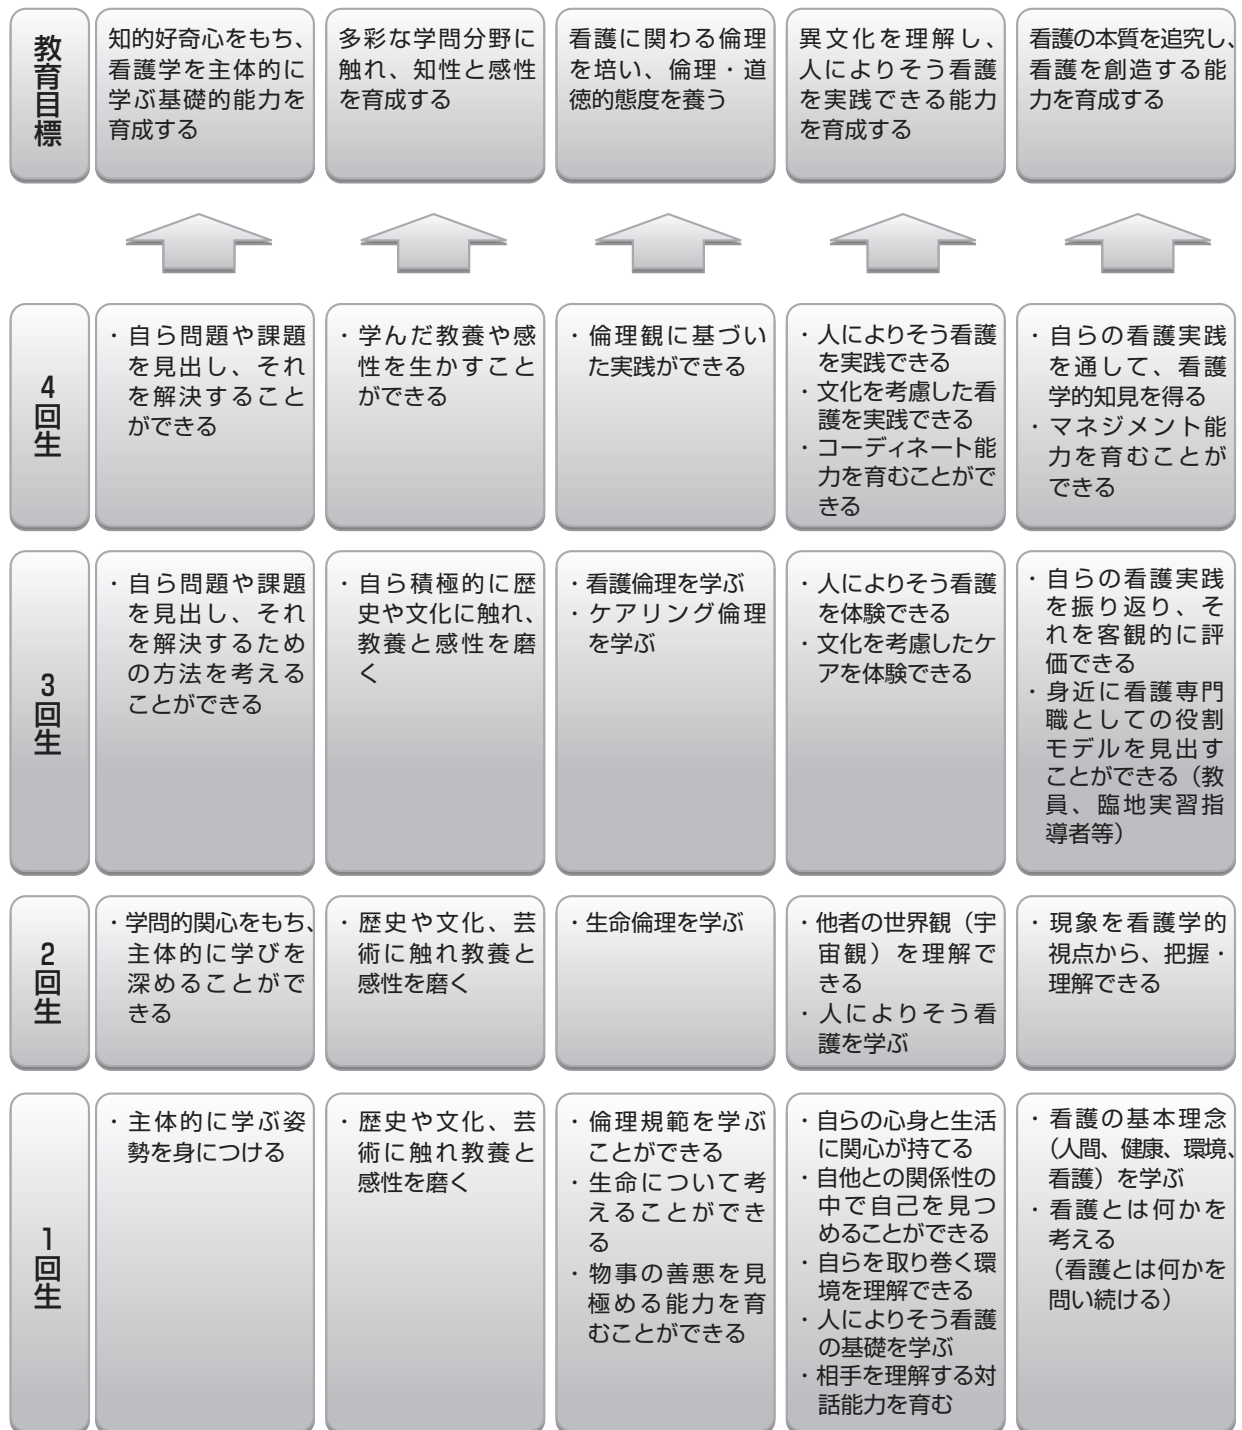 教育目標
知的好奇心をもち、
看護学を主体的に
学ぶ基礎的能力を
育成する
多彩な学問分野に
触れ、知性と感性
を育成する
看護に関わる倫理
を培い、倫理・道
徳的態度を養う
異文化を理解し、
人によりそう看護
を実践できる能力
を育成する
看護の本質を追究し、
看護を創造する能
力を育成する
4回生
・自ら問題や課題
を見出し、それ
を解決すること
ができる
・学んだ教養や感
性を生かすこと
ができる
・倫理観に基づい
た実践ができる
・人によりそう看護
を実践できる
・文化を考慮した看
護を実践できる
・コーディネート能
力を育むことがで
きる
・自らの看護実践
を通して、看護
学的知見を得る
・マネジメント能
力を育むことが
できる
3回生
・自ら問題や課題
を見出し、それ
を解決するため
の方法を考える
ことができる
・自ら積極的に歴
史や文化に触れ、
教養と感性を磨
く
・看護倫理を学ぶ
・ケアリング倫理
を学ぶ
・人によりそう看護
を体験できる
・文化を考慮したケ
アを体験できる
・自らの看護実践
を振り返り、そ
れを客観的に評
価できる
・身近に看護専門
職としての役割
モデルを見出す
ことができる（教
員、臨地実習指
導者等）
2回生
・学問的関心をもち、
主体的に学びを
深めることがで
きる
・歴史や文化、芸
術に触れ教養と
感性を磨く
・生命倫理を学ぶ
・他者の世界観（宇
宙観）を理解で
きる
・人によりそう看
護を学ぶ
・現象を看護学的
視点から、把握・
理解できる
1回生
・主体的に学ぶ姿
勢を身につける
・歴史や文化、芸
術に触れ教養と
感性を磨く
・倫理規範を学ぶ
ことができる
・生命について考
えることができ
る
・物事の善悪を見
極める能力を育
むことができる
・自らの心身と生活
に関心が持てる
・自他との関係性の
中で自己を見つ
めることができる
・自らを取り巻く環
境を理解できる
・人によりそう看護
の基礎を学ぶ
・相手を理解する対
話能力を育む
・看護の基本理念
（人間、健康、環境、
看護）を学ぶ
・看護とは何かを
考える
（看護とは何かを
問い続ける）